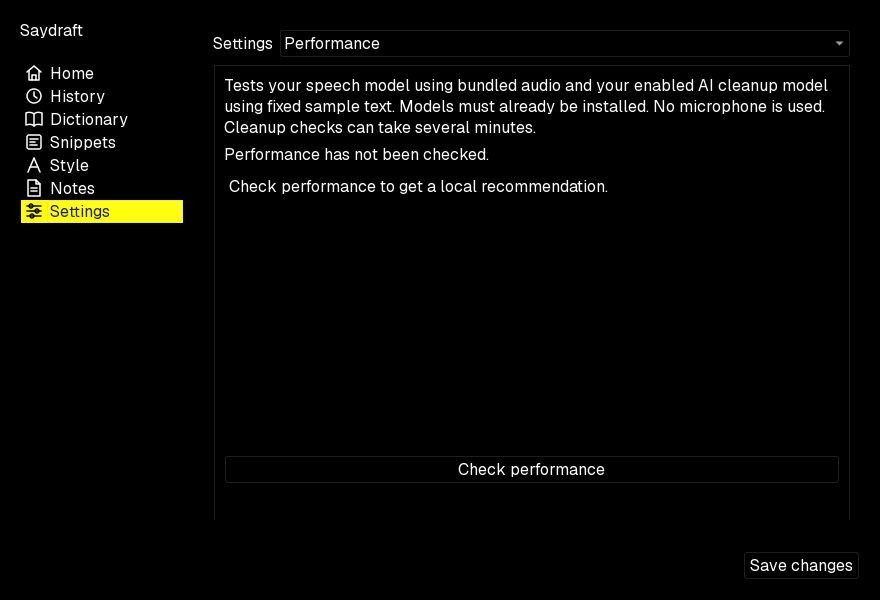 Saydraft
Home
History
Dictionary
Snippets
Style
Notes
Settings
Settings Performance
Tests your speech model using bundled audio and your enabled AI cleanup model
using fixed sample text. Models must already be installed. No microphone is used.
Cleanup checks can take several minutes.
Performance has not been checked.
Check performance to get a local recommendation.
Check performance
Save changes